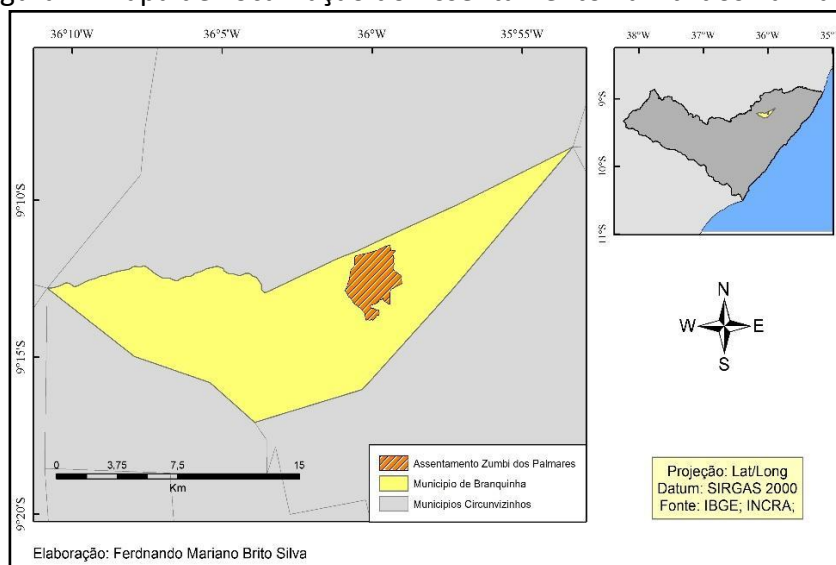 36°10'W 36°5'W 36°W 35°55'W
38°W 37°W 36°W 35°
9°S
10°S
11°S
9°10'S
9°15'S
9°20'S
N
W E
S
0 3,75 7,5 15
Km
Assentamento Zumbi dos Palmares
Municipio de Branquinha
Municipios Circunvizinhos
Projeção: Lat/Long
Datum: SIRGAS 2000
Fonte: IBGE; INCRA;
Elaboração: Ferdnando Mariano Brito Silva